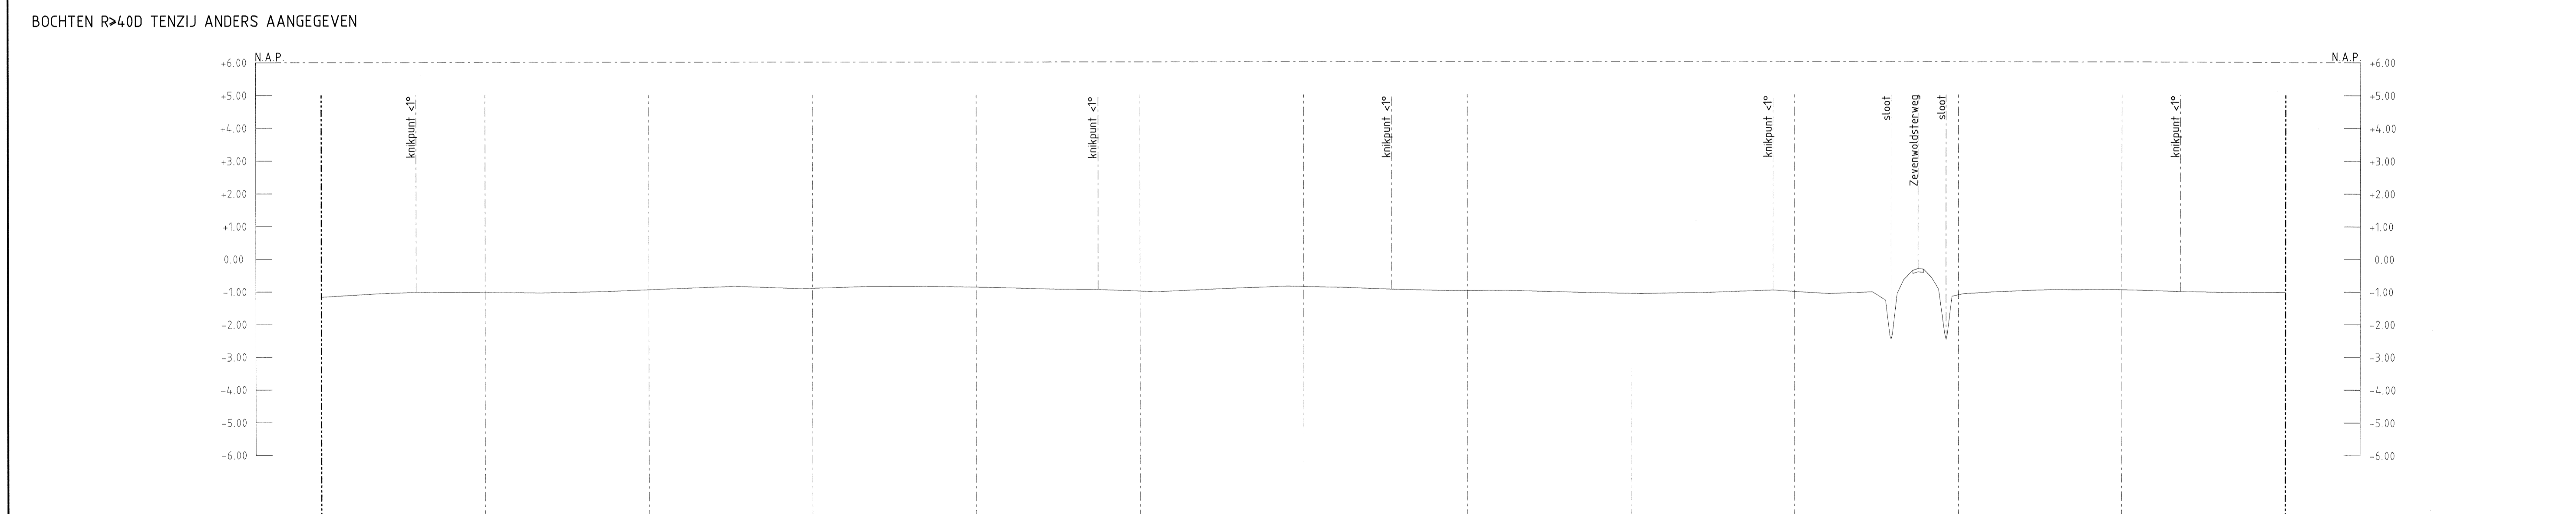 BOCHTEN R≥40D TENZIJ ANDERS AANGEGEVEN
N.A.P.
N.A.P.
+6.00
+6.00
+5.00
knikpunt <1°
knikpunt <1°
knikpunt <1°
knikpunt <1°
sloot
Zevenwoldsterweg
sloot
knikpunt <1°
+5.00
+4.00
+4.00
+3.00
+3.00
+2.00
+2.00
+1.00
+1.00
0.00
0.00
-1.00
-1.00
-2.00
-2.00
-3.00
-3.00
-4.00
-4.00
-5.00
-5.00
-6.00
-6.00